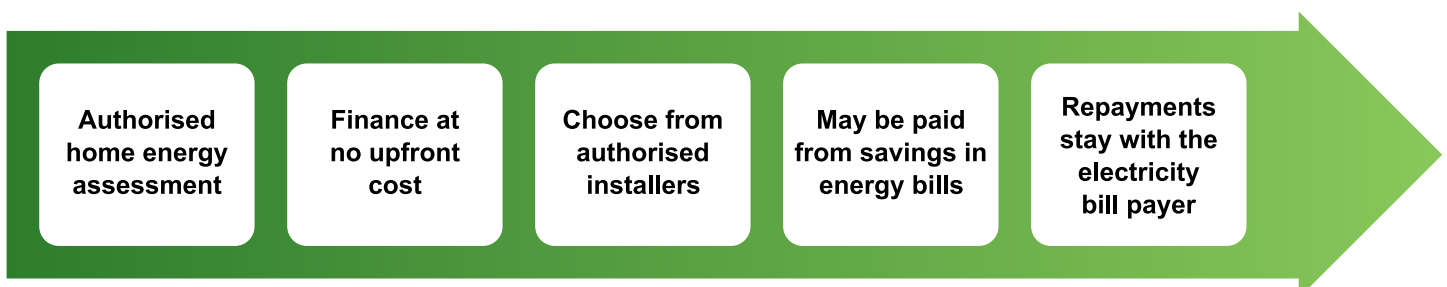 Authorised
home energy
assessment
Finance at
no upfront
cost
Choose from
authorised
installers
May be paid
from savings in
energy bills
Repayments
stay with the
electricity
bill payer